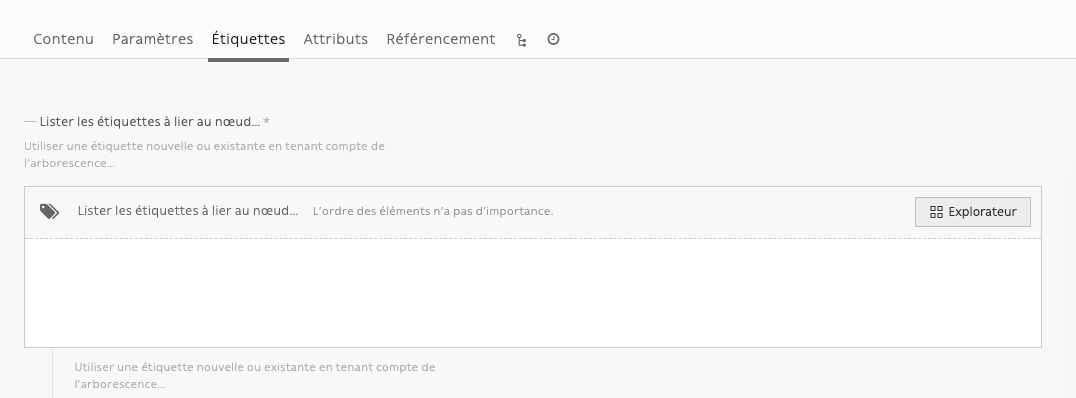 Contenu Paramètres Étiquettes Attributs Référencement
— Lister les étiquettes à lier au nœud... *
Utiliser une étiquette nouvelle ou existante en tenant compte de
l’arborescence...
Lister les étiquettes à lier au nœud... L’ordre des éléments n’a pas d’importance. Explorateur
Utiliser une étiquette nouvelle ou existante en tenant compte de
l’arborescence...